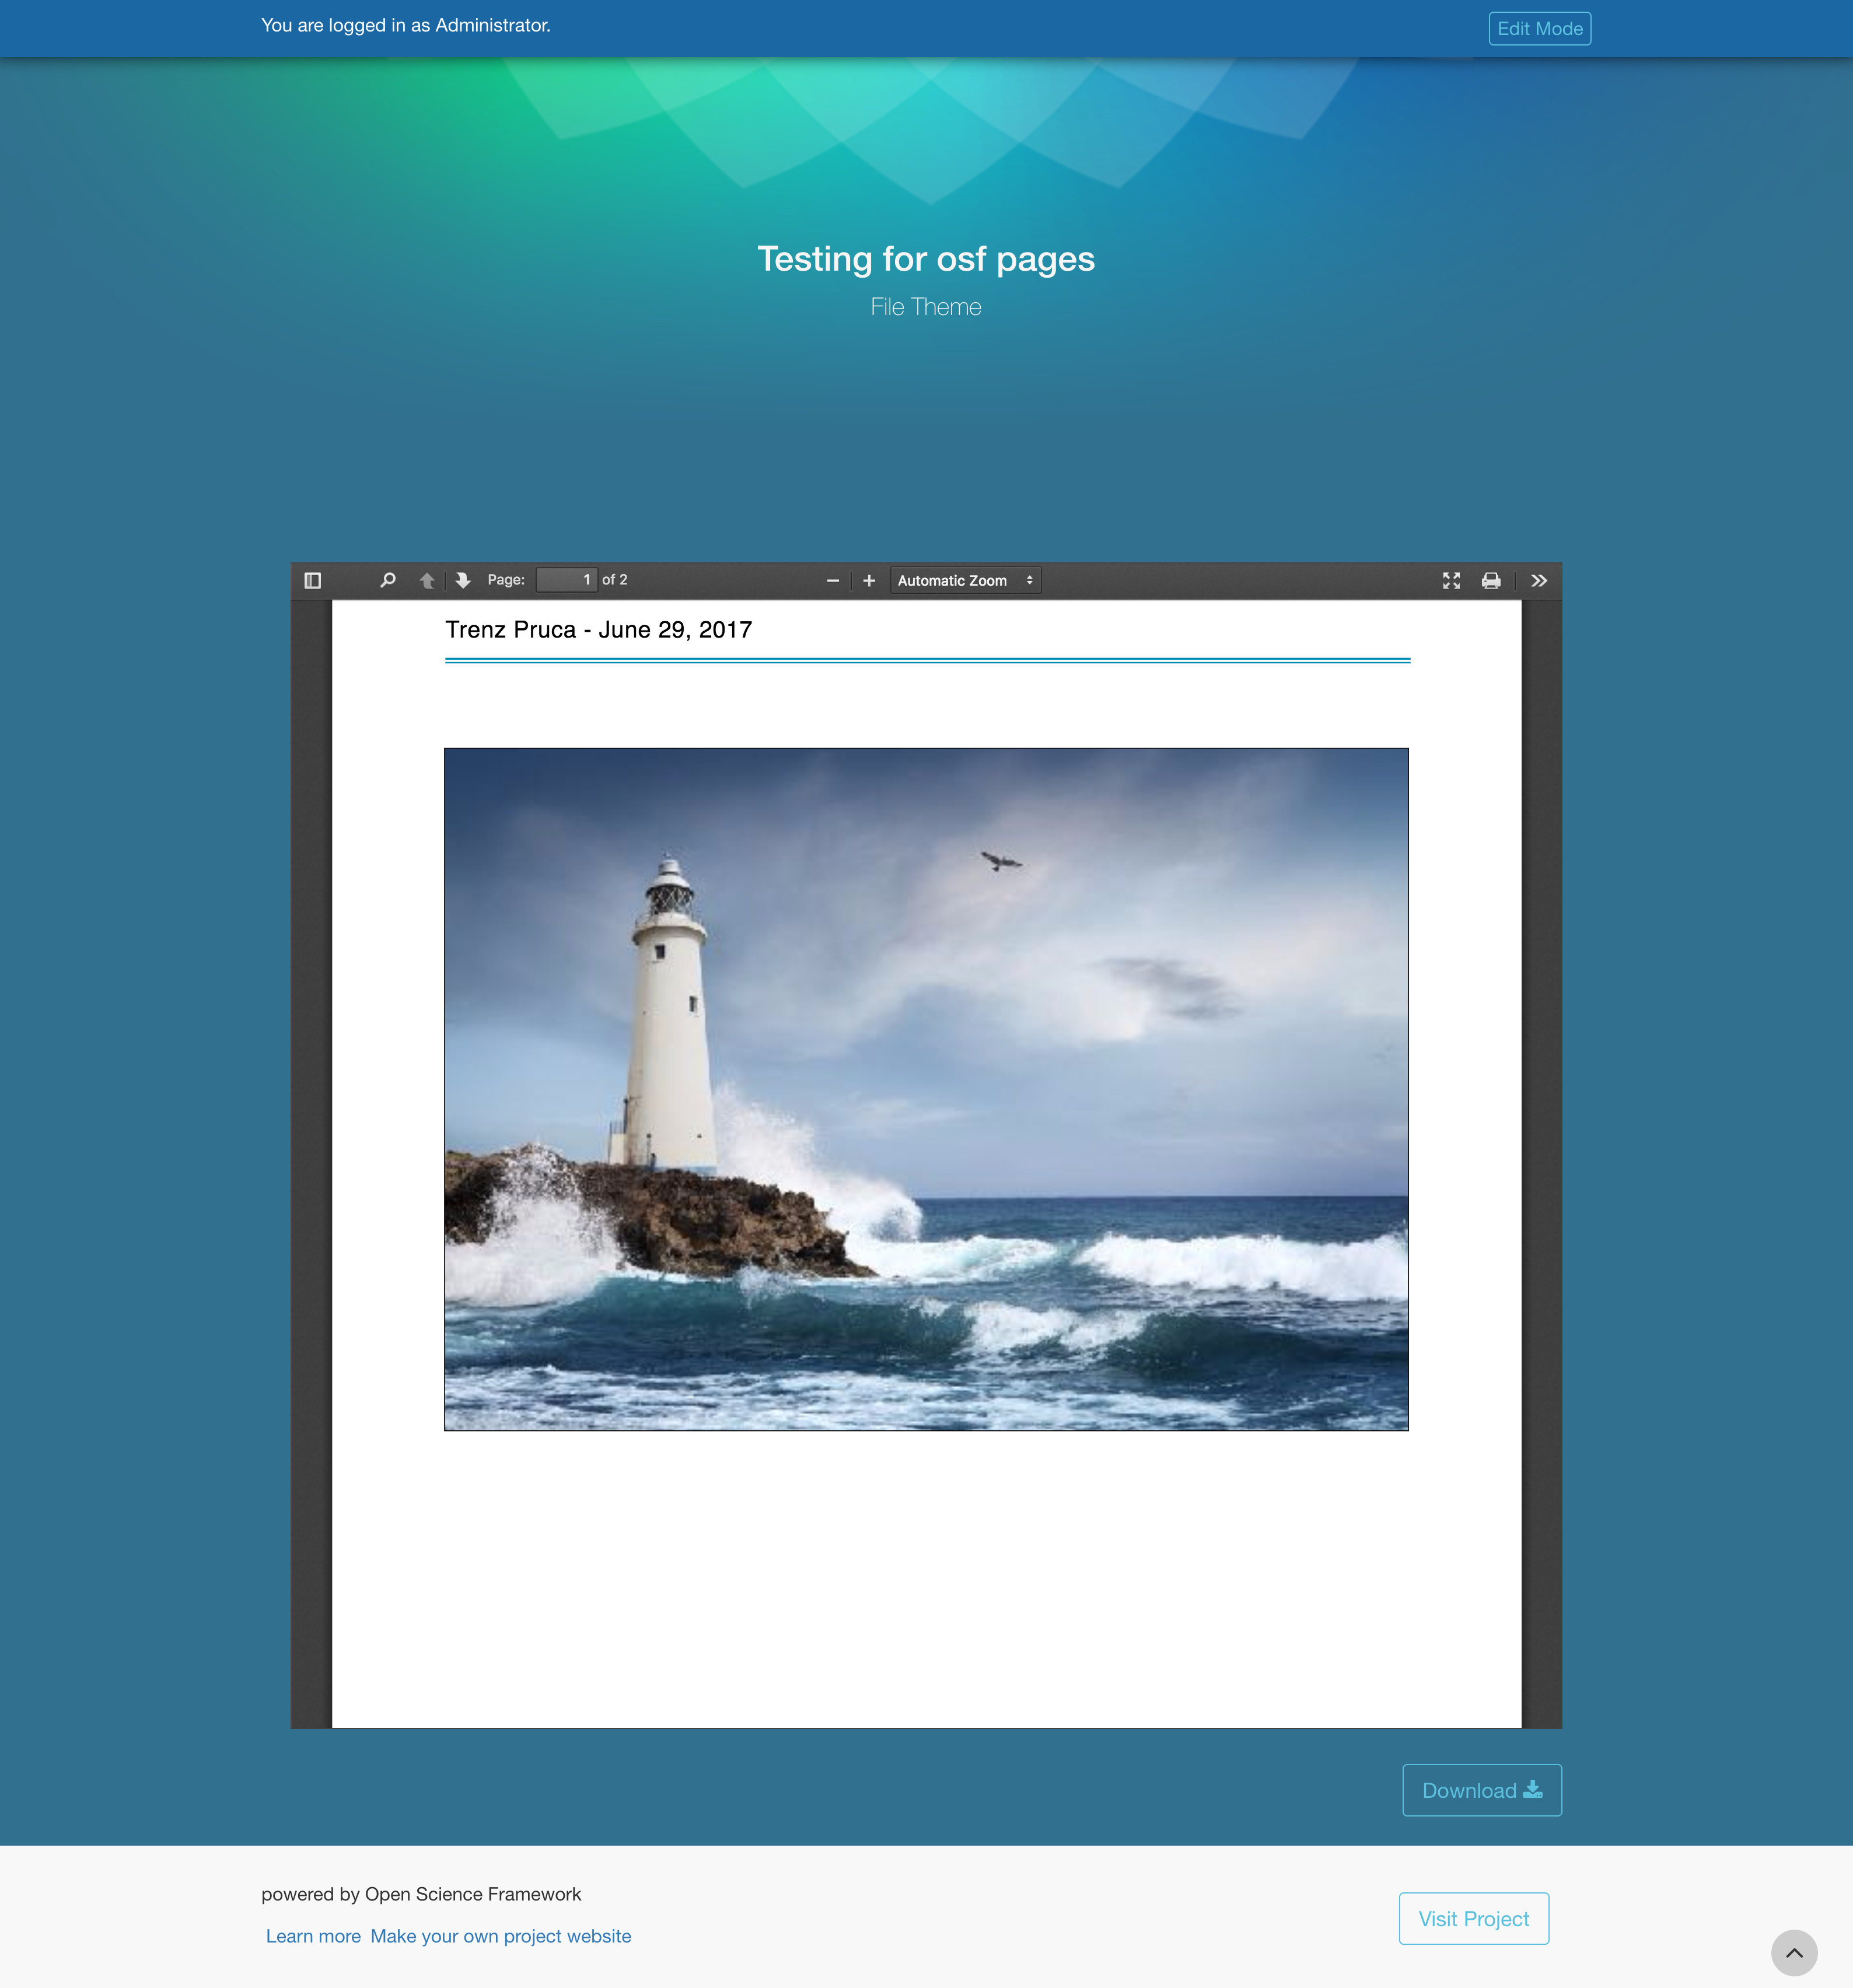 You are logged in as Administrator.
Edit Mode
Testing for osf pages
File Theme
Page: 1 of 2
Automatic Zoom
Trenz Pruca - June 29, 2017
Download
powered by Open Science Framework
Learn more Make your own project website
Visit Project